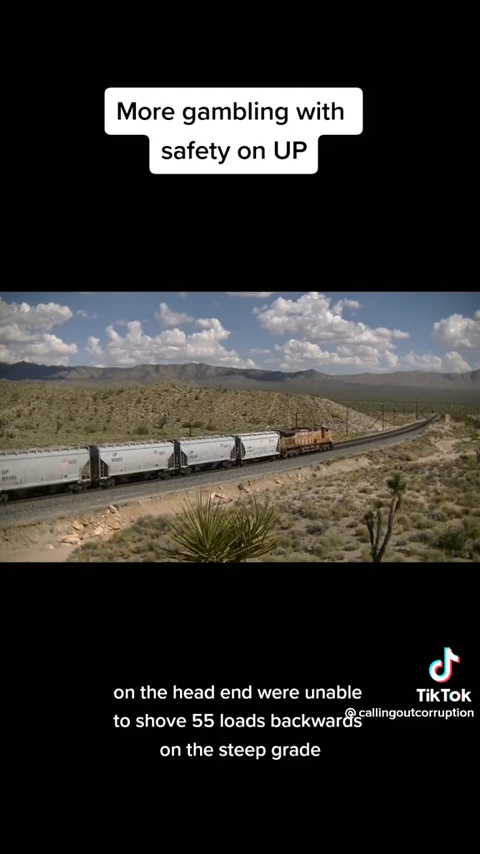 More gambling with
safety on UP
UP
on the head end were unable
to shove 55 loads backwards
on the steep grade
TikTok
@ callingoutcorruption